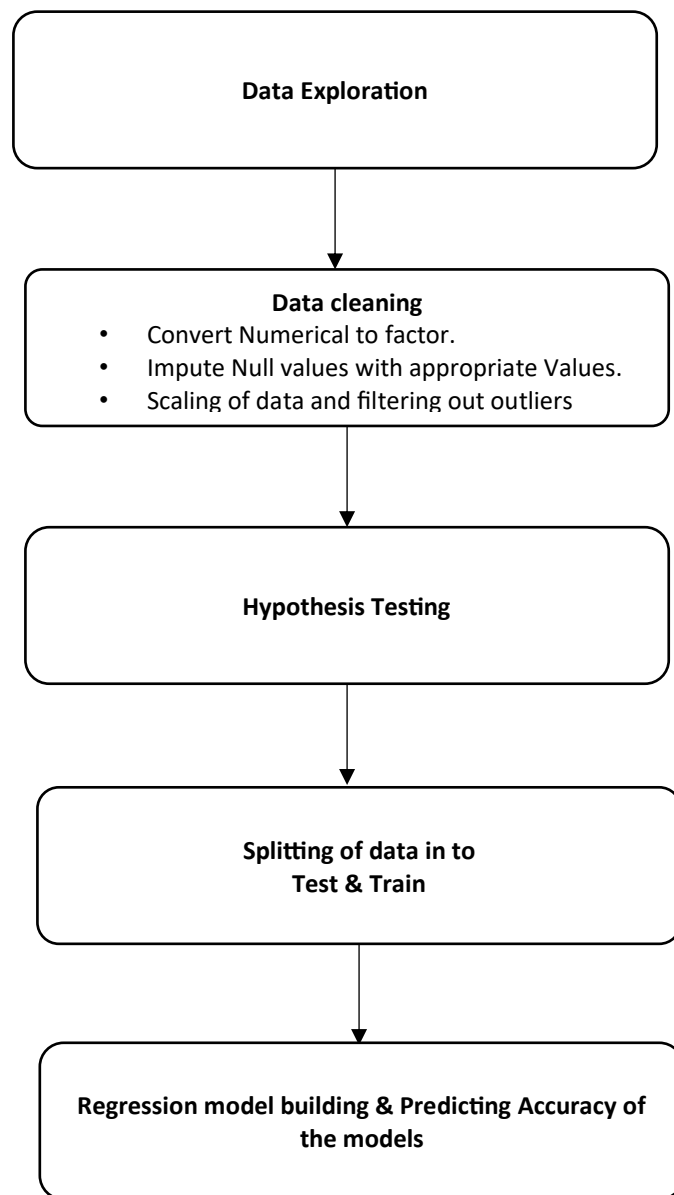 Data Exploration
Data cleaning
• Convert Numerical to factor.
• Impute Null values with appropriate Values.
• Scaling of data and filtering out outliers
Hypothesis Testing
Splitting of data in to
Test & Train
Regression model building & Predicting Accuracy of
the models